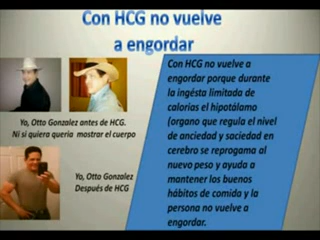 Con HCG no vuelve
a engordar
Yo, Otto Gonzalez antes de HCG.
Ni si quiera queria mostrar el cuerpo
Yo, Otto Gonzalez
Después de HCG
Con HCG no vuelve a
engordar porque durante
la ingésta limitada de
calorias el hipotálamo
(organo que regula el nivel
de anciedad y saciedad en
cerebro se reprograma al
nuevo peso y ayuda a
mantener los buenos
hábitos de comida y la
persona no vuelve a
engordar.